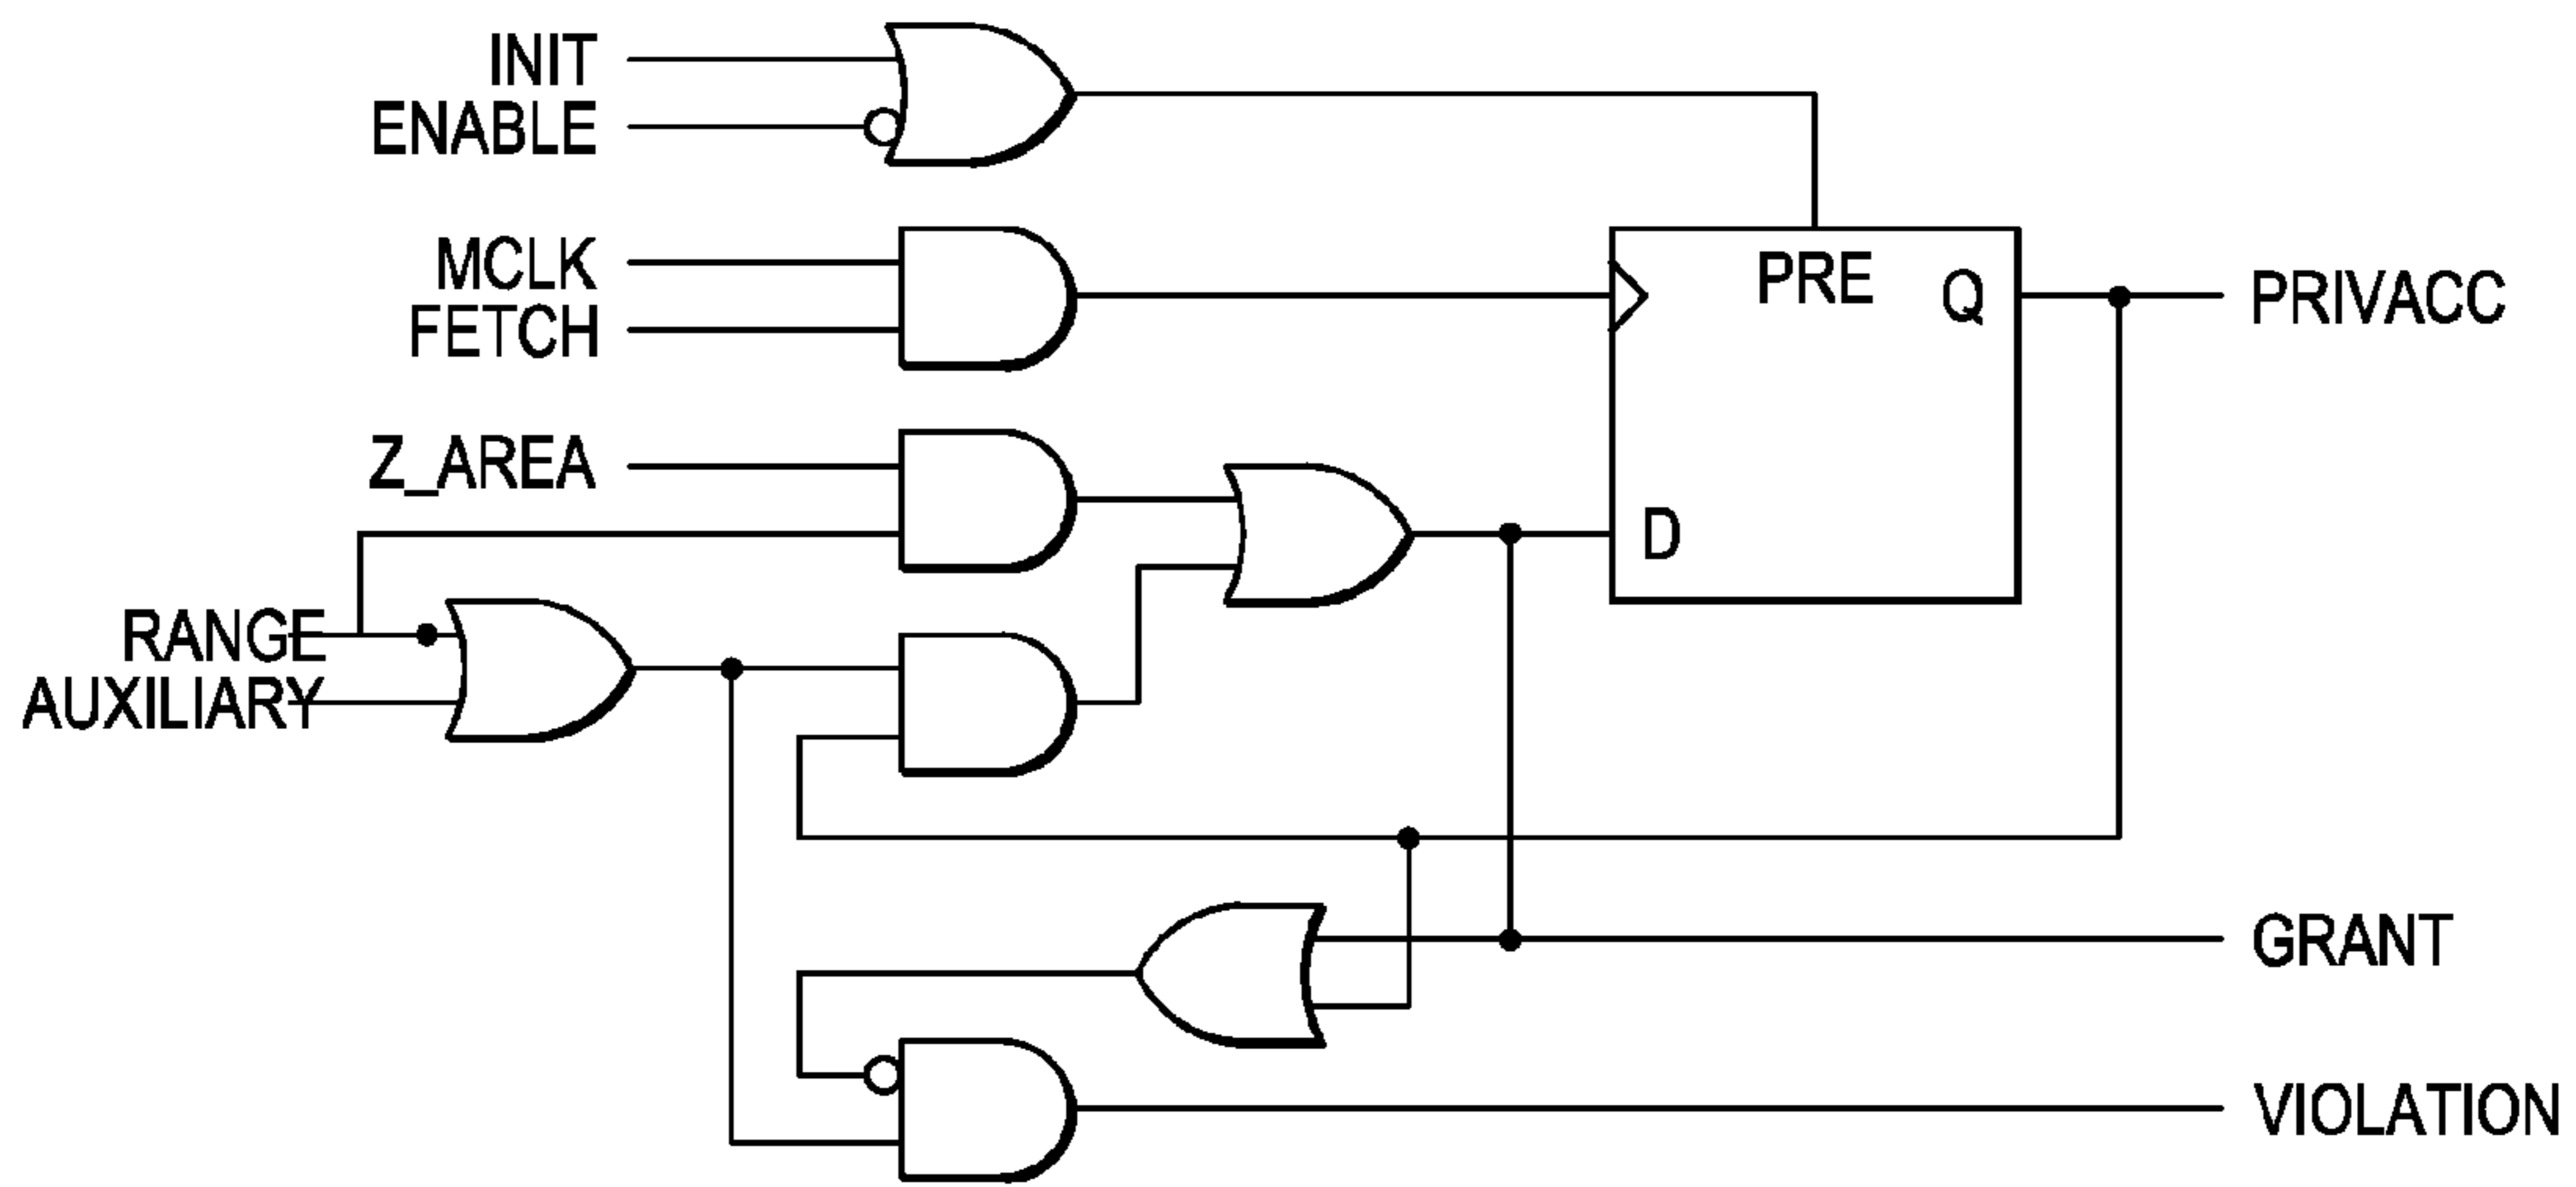 INIT
ENABLE
MCLK
FETCH
PRE
Q
PRIVACC
Z_AREA
D
RANGE
AUXILIARY
GRANT
VIOLATION